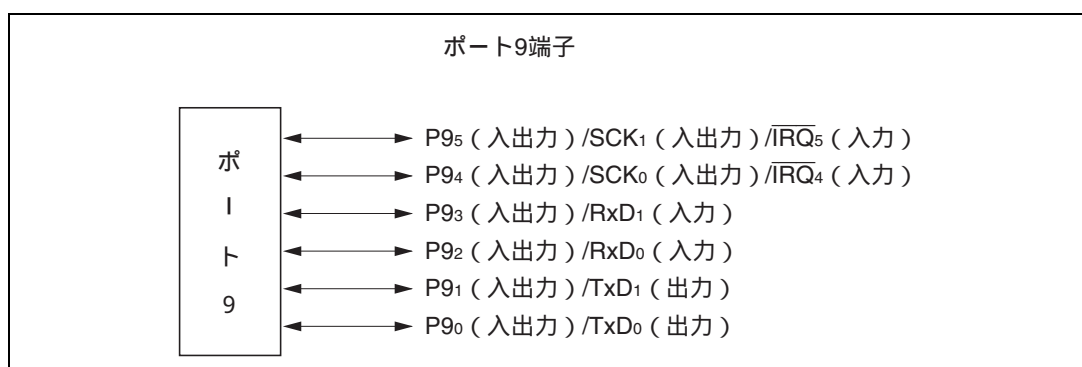 ポート9端子
ポート9
P9₅（入出力）/SCK₁（入出力）/I̅R̅Q̅₅（入力）
P9₄（入出力）/SCK₀（入出力）/I̅R̅Q̅₄（入力）
P9₃（入出力）/RxD₁（入力）
P9₂（入出力）/RxD₀（入力）
P9₁（入出力）/TxD₁（出力）
P9₀（入出力）/TxD₀（出力）